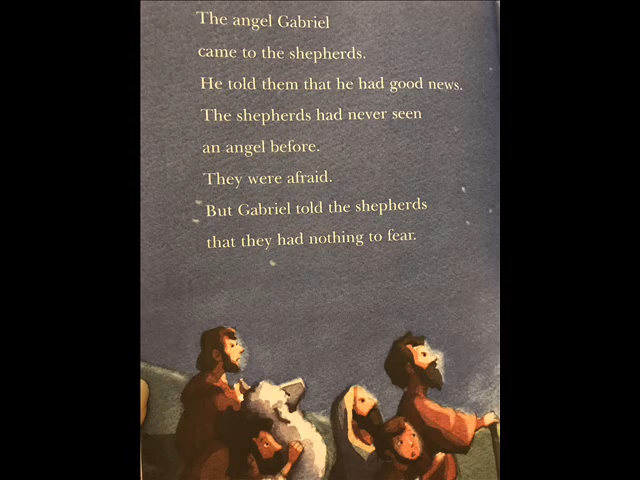 The angel Gabriel
came to the shepherds.
He told them that he had good news.
The shepherds had never seen
an angel before.
They were afraid.
But Gabriel told the shepherds
that they had nothing to fear.